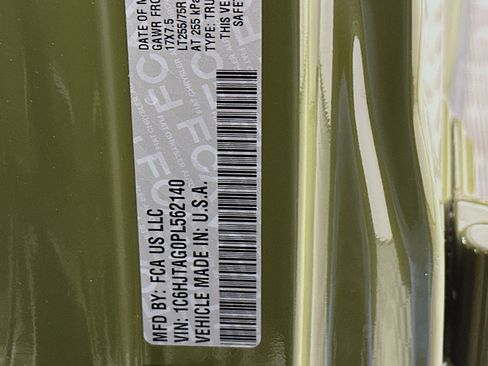 DATE OF M
GAWR FRO
17X7.5
LT255/75R
AT 255 kPa
TYPE: TRU
THIS VE
SAFE
MFD BY: FCA US LLC
VIN: 1C6HJTAG0PL562140
VEHICLE MADE IN: U.S.A.